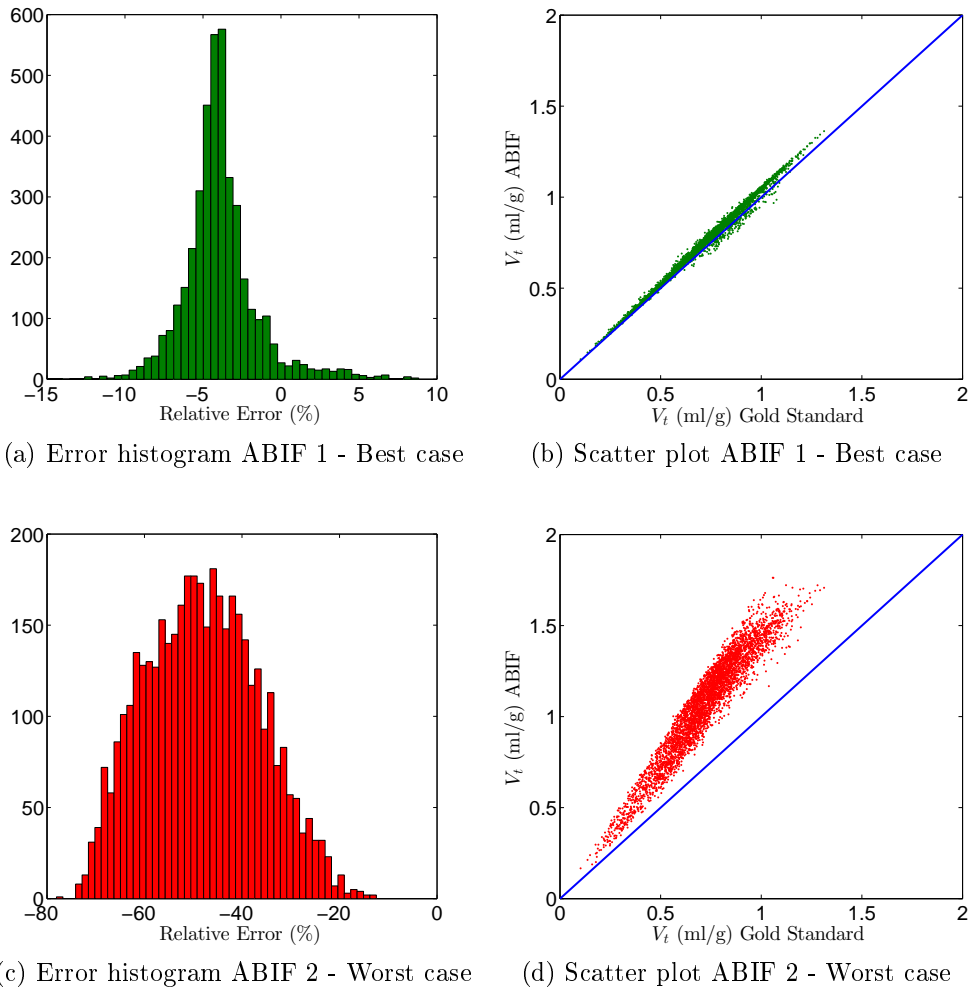 600
500
400
300
200
100
0
−15 −10 −5 0 5 10
Relative Error (%)
(a) Error histogram ABIF 1 - Best case
2
1.5
1
0.5
0
V_t (ml/g) ABIF
0 0.5 1 1.5 2
V_t (ml/g) Gold Standard
(b) Scatter plot ABIF 1 - Best case
200
150
100
50
0
−80 −60 −40 −20 0
Relative Error (%)
(c) Error histogram ABIF 2 - Worst case
2
1.5
1
0.5
0
V_t (ml/g) ABIF
0 0.5 1 1.5 2
V_t (ml/g) Gold Standard
(d) Scatter plot ABIF 2 - Worst case